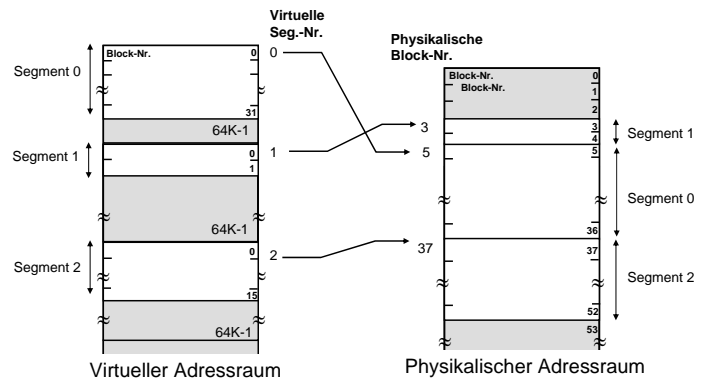 Virtuelle
Seg.-Nr.
Segment 0
Block-Nr.
0
31
64K-1
0
Segment 1
0
1
64K-1
1
Segment 2
0
15
64K-1
2
Virtueller Adressraum
Physikalische
Block-Nr.
3
5
37
Block-Nr.
Block-Nr.
0
1
2
3
4
5
36
37
52
53
Segment 1
Segment 0
Segment 2
Physikalischer Adressraum